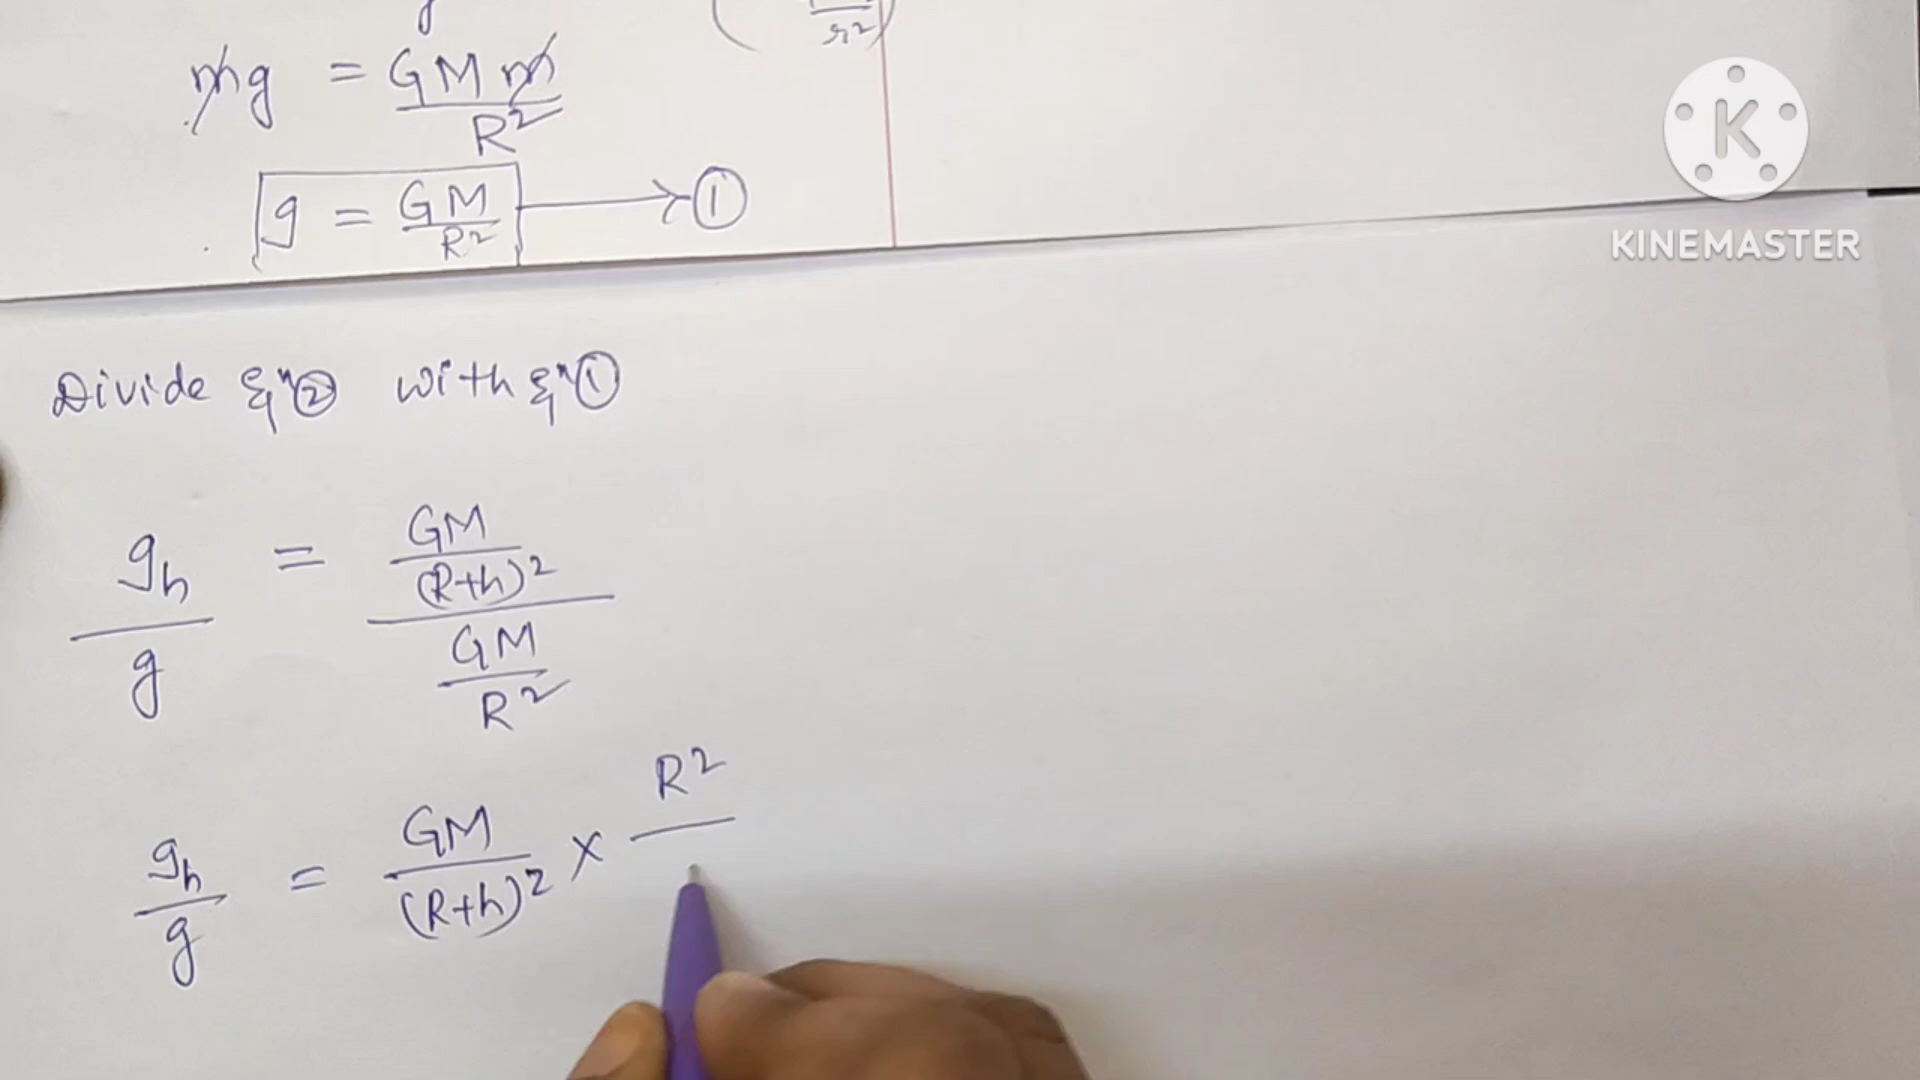 r²
mg = GMm/R²
g = GM/R² → ①
K
KINEMASTER
Divide Eqⁿ② with Eqⁿ①
gh/g = GM/(R+h)² / GM/R²
gh/g = GM/(R+h)² × R²/